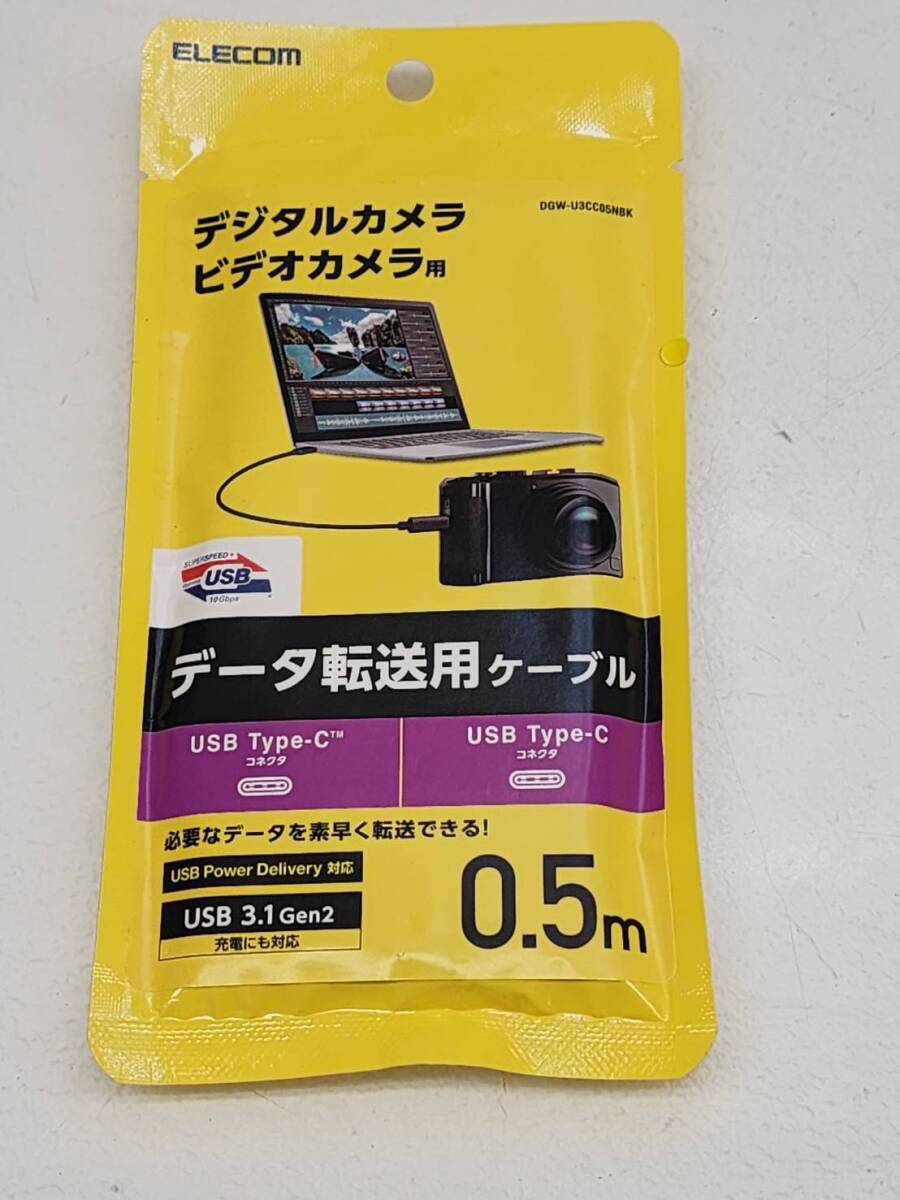 ELECOM
DGW-U3CC05NBK
デジタルカメラ
ビデオカメラ用
SUPERSPEED+
USB
10Gbps
データ転送用ケーブル
USB Type-C™
コネクタ
USB Type-C
コネクタ
必要なデータを素早く転送できる!
USB Power Delivery 対応
USB 3.1 Gen2
充電にも対応
0.5m